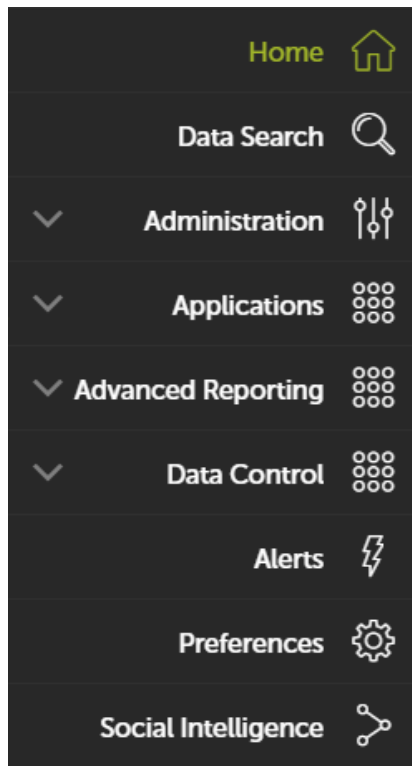 Home
Data Search
Administration
Applications
Advanced Reporting
Data Control
Alerts
Preferences
Social Intelligence